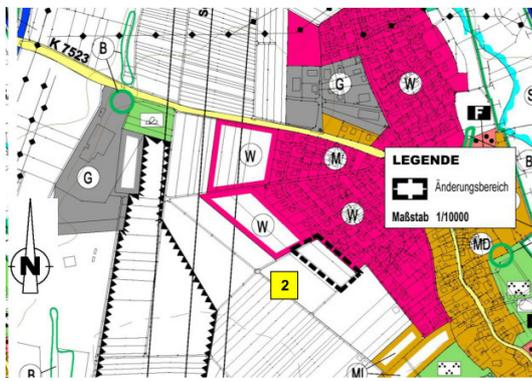 K 7523
B
S
G
W
F
G
W
M
W
W
B
LEGENDE
Änderungsbereich
Maßstab 1/10000
MD
N
2
B
MI